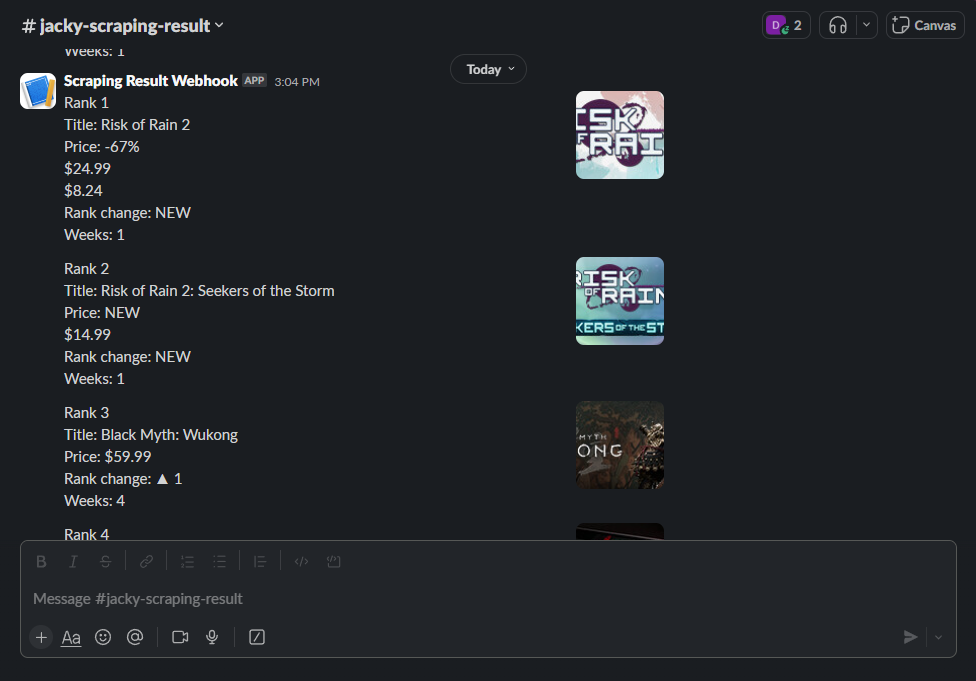 # jacky-scraping-result
D 2
Canvas
Weeks: 1
Today
Scraping Result Webhook APP 3:04 PM
Rank 1
Title: Risk of Rain 2
Price: -67%
$24.99
$8.24
Rank change: NEW
Weeks: 1
ISK
OF RAI
Rank 2
Title: Risk of Rain 2: Seekers of the Storm
Price: NEW
$14.99
Rank change: NEW
Weeks: 1
RISK
OF RAIN
KERS OF THE ST
Rank 3
Title: Black Myth: Wukong
Price: $59.99
Rank change: ▲ 1
Weeks: 4
MYTH
ONG
Rank 4
B I S
Message #jacky-scraping-result
+ Aa @